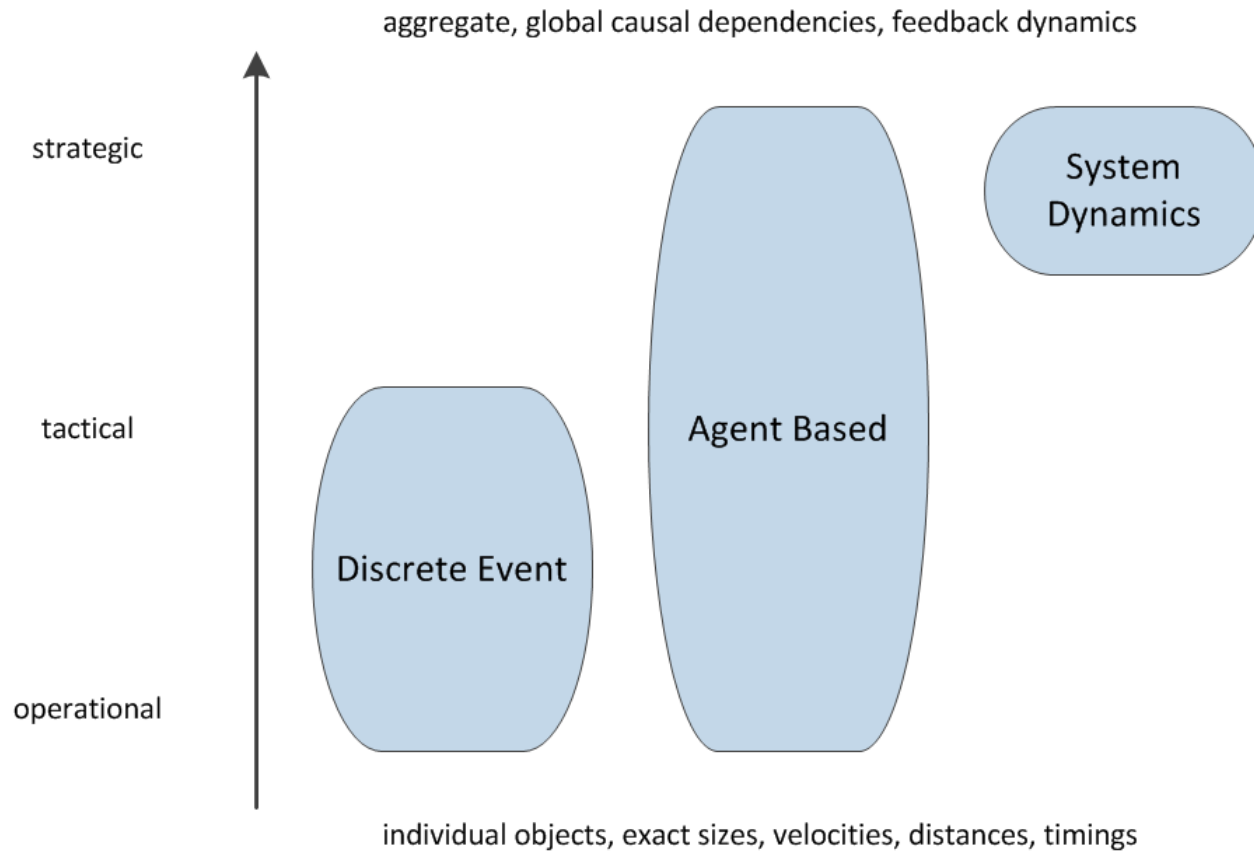 aggregate, global causal dependencies, feedback dynamics
strategic
System
Dynamics
tactical
Agent Based
Discrete Event
operational
individual objects, exact sizes, velocities, distances, timings